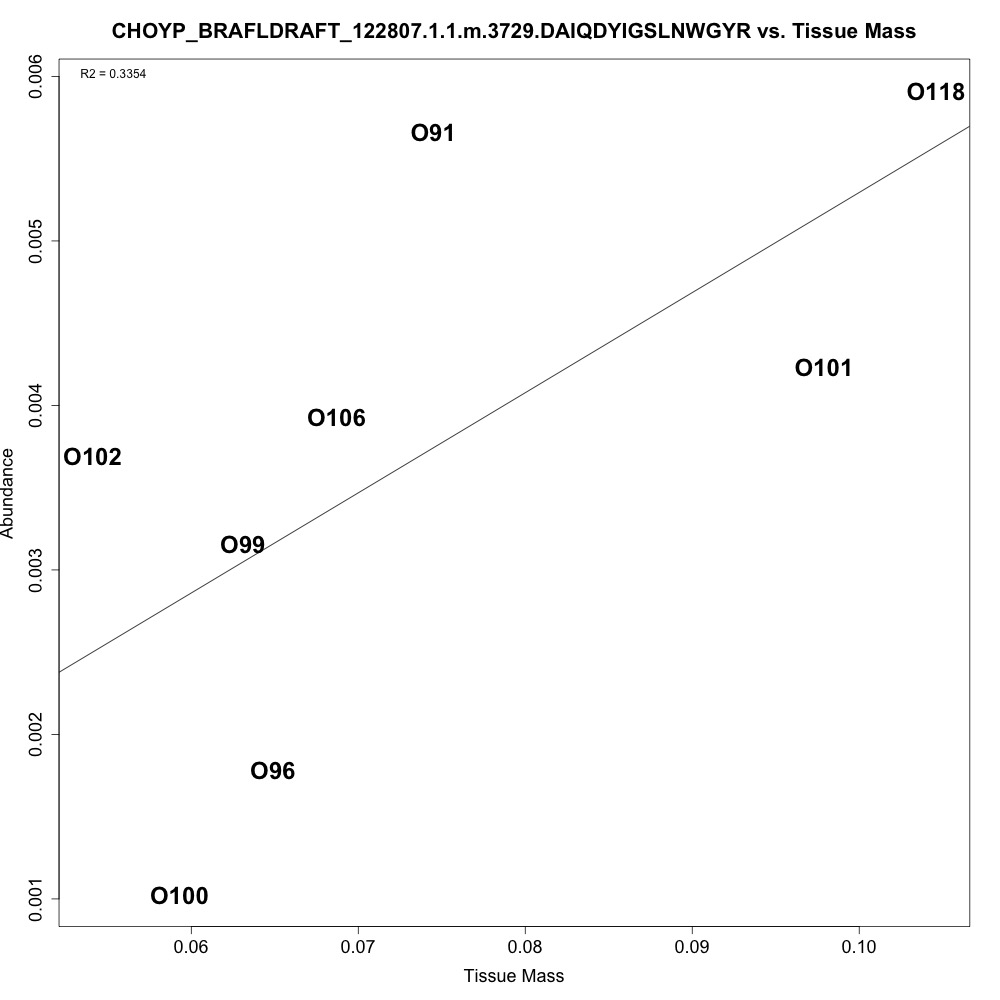 CHOYP_BRAFLDRAFT_122807.1.1.m.3729.DAIQDYIGSLNWGYR vs. Tissue Mass
R2 = 0.3354
0.006
0.005
0.004
0.003
0.002
0.001
Abundance
O118
O91
O101
O106
O102
O99
O96
O100
0.06 0.07 0.08 0.09 0.10
Tissue Mass